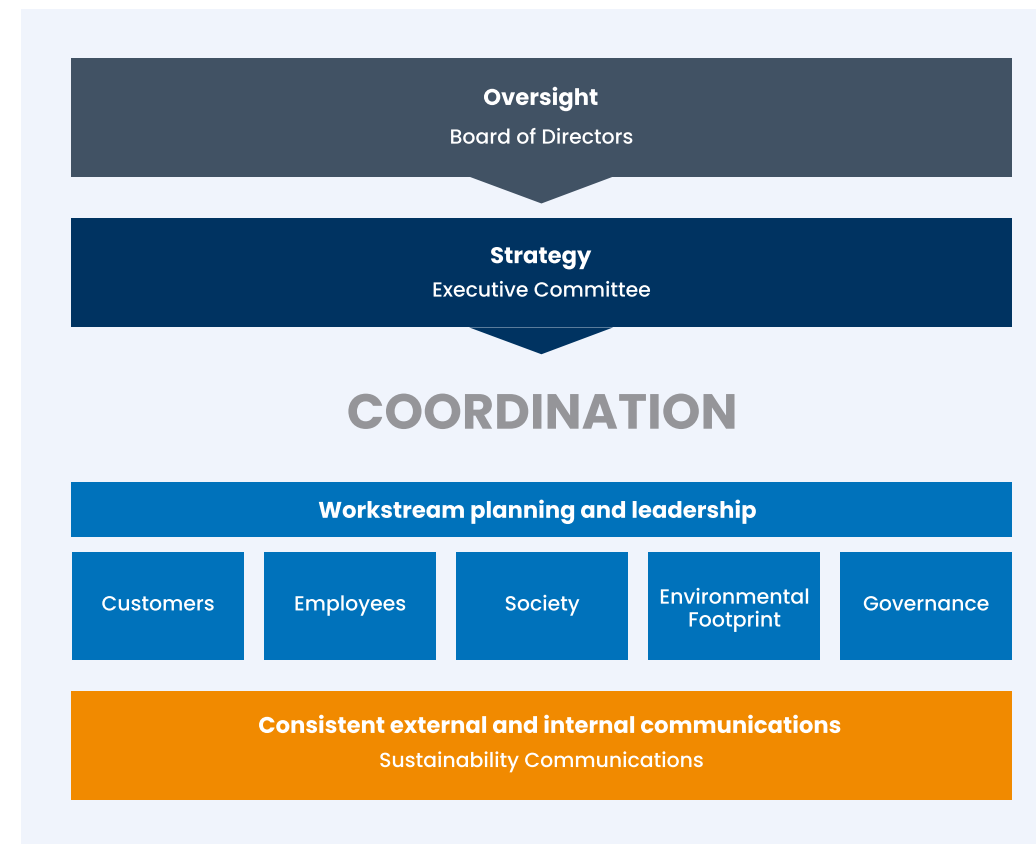 Oversight
Board of Directors
Strategy
Executive Committee
COORDINATION
Workstream planning and leadership
Customers
Employees
Society
Environmental
Footprint
Governance
Consistent external and internal communications
Sustainability Communications